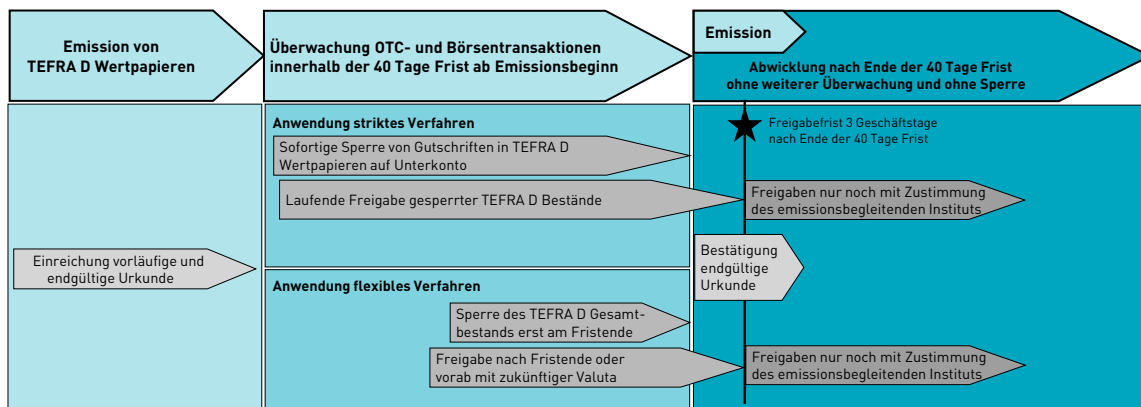 Emission von
TEFRA D Wertpapieren
Überwachung OTC- und Börsentransaktionen
innerhalb der 40 Tage Frist ab Emissionsbeginn
Emission
Abwicklung nach Ende der 40 Tage Frist
ohne weiterer Überwachung und ohne Sperre
Anwendung striktes Verfahren
Sofortige Sperre von Gutschriften in TEFRA D
Wertpapieren auf Unterkonto
Laufende Freigabe gesperrter TEFRA D Bestände
Freigabefrist 3 Geschäftstage
nach Ende der 40 Tage Frist
Freigaben nur noch mit Zustimmung
des emissionsbegleitenden Instituts
Einreichung vorläufige und
endgültige Urkunde
Bestätigung
endgültige
Urkunde
Anwendung flexibles Verfahren
Sperre des TEFRA D Gesamt-
bestands erst am Fristende
Freigabe nach Fristende oder
vorab mit zukünftiger Valuta
Freigaben nur noch mit Zustimmung
des emissionsbegleitenden Instituts